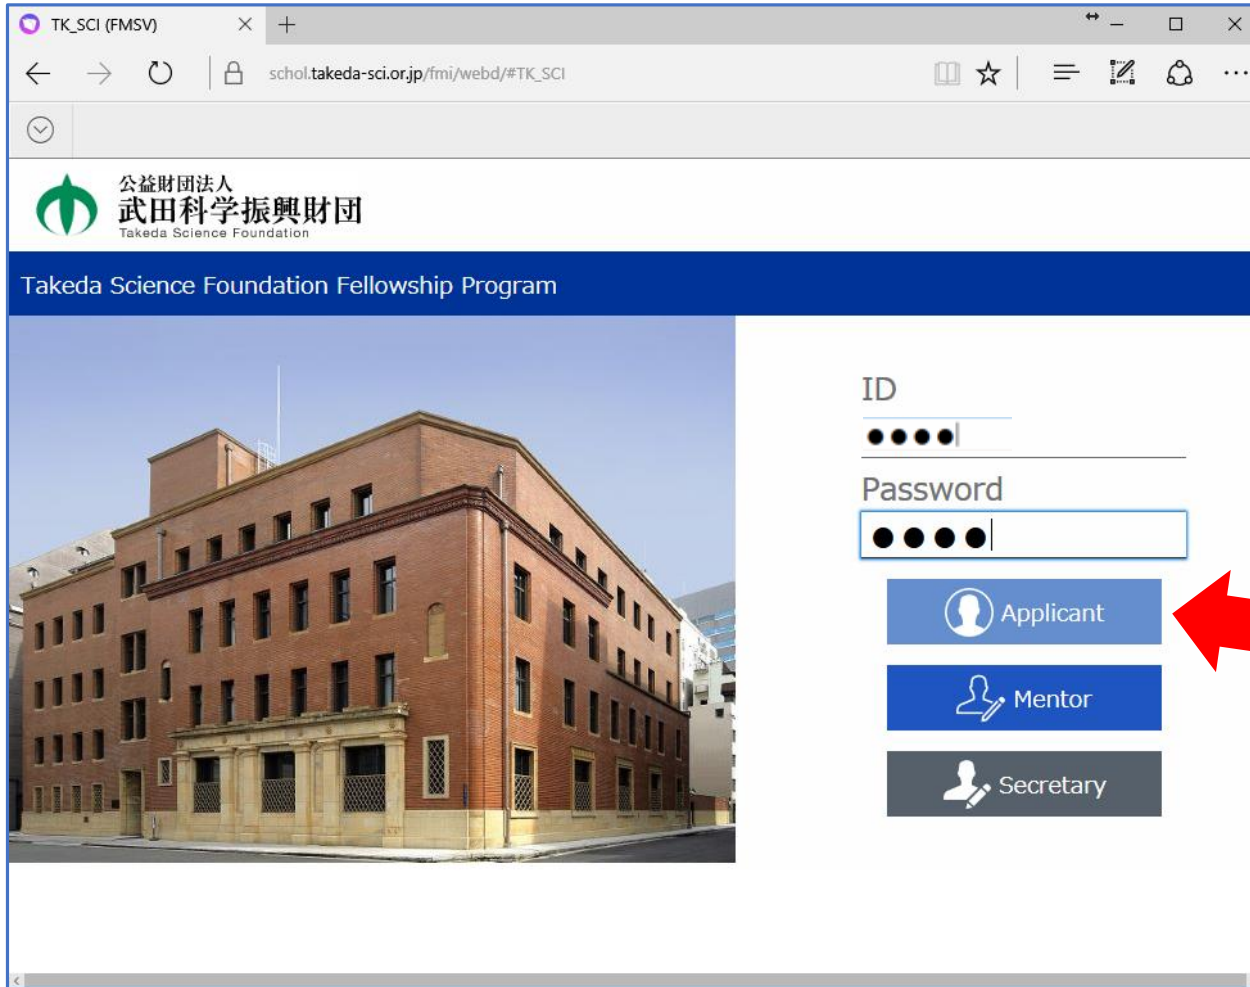 TK_SCI (FMSV)
schol.takeda-sci.or.jp/fmi/webd/#TK_SCI
公益財団法人
武田科学振興財団
Takeda Science Foundation
Takeda Science Foundation Fellowship Program
ID
●●●●
Password
●●●●
Applicant
Mentor
Secretary